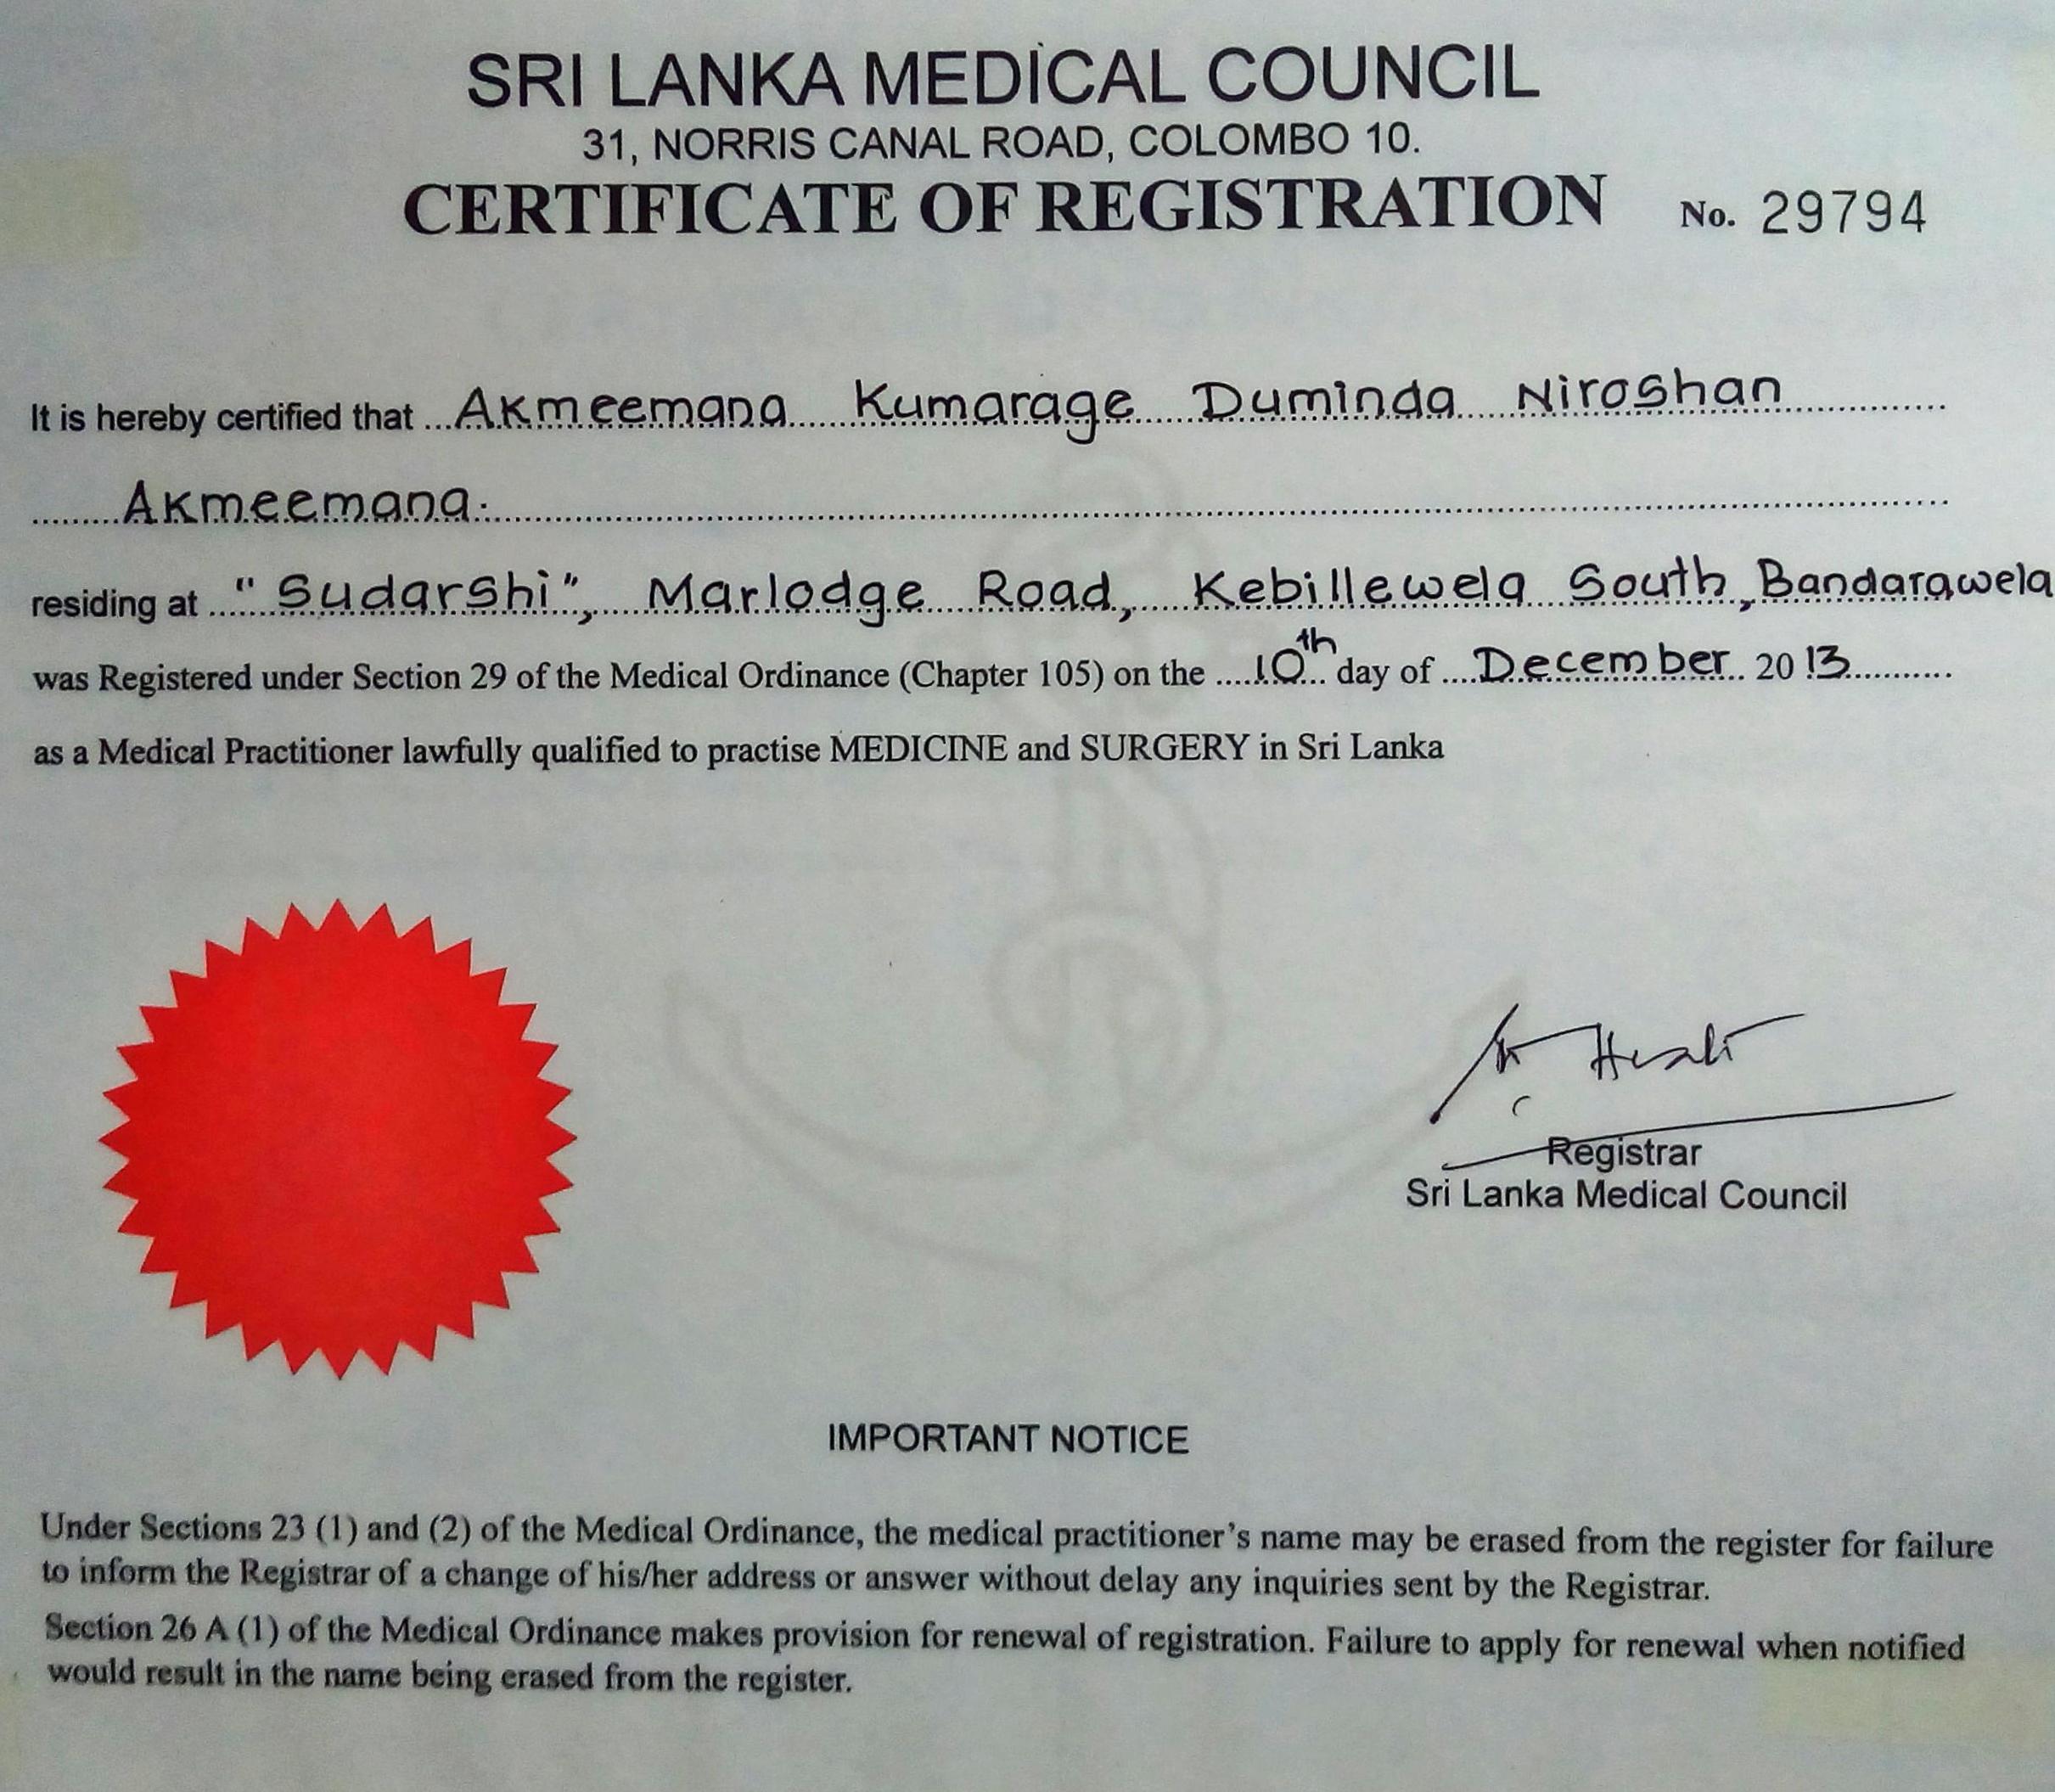 SRI LANKA MEDICAL COUNCIL
31, NORRIS CANAL ROAD, COLOMBO 10.
CERTIFICATE OF REGISTRATION No. 29794
It is hereby certified that Akmeemana Kumarage Duminda Niroshan
Akmeemana.
residing at "Sudarshi", Marlodge Road, Kebillewela South, Bandarawela
was Registered under Section 29 of the Medical Ordinance (Chapter 105) on the 10th day of December 2013
as a Medical Practitioner lawfully qualified to practise MEDICINE and SURGERY in Sri Lanka
Registrar
Sri Lanka Medical Council
IMPORTANT NOTICE
Under Sections 23 (1) and (2) of the Medical Ordinance, the medical practitioner's name may be erased from the register for failure
to inform the Registrar of a change of his/her address or answer without delay any inquiries sent by the Registrar.
Section 26 A (1) of the Medical Ordinance makes provision for renewal of registration. Failure to apply for renewal when notified
would result in the name being erased from the register.